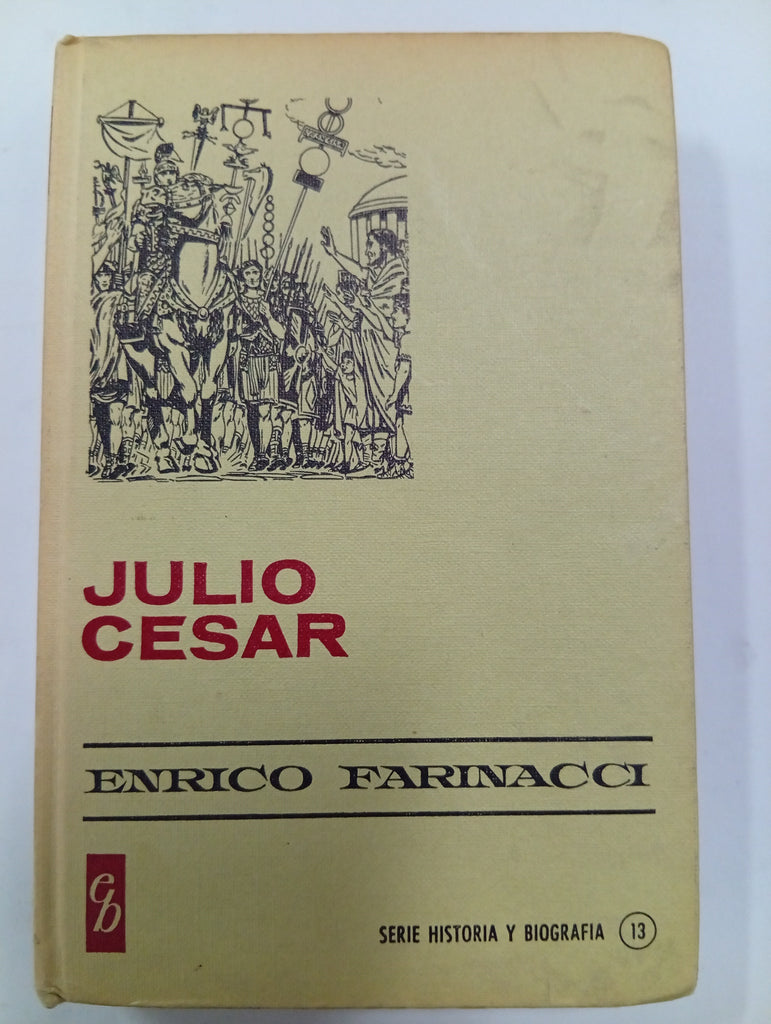 JULIO
CESAR
ENRICO FARINACCI
eb
SERIE HISTORIA Y BIOGRAFIA 13